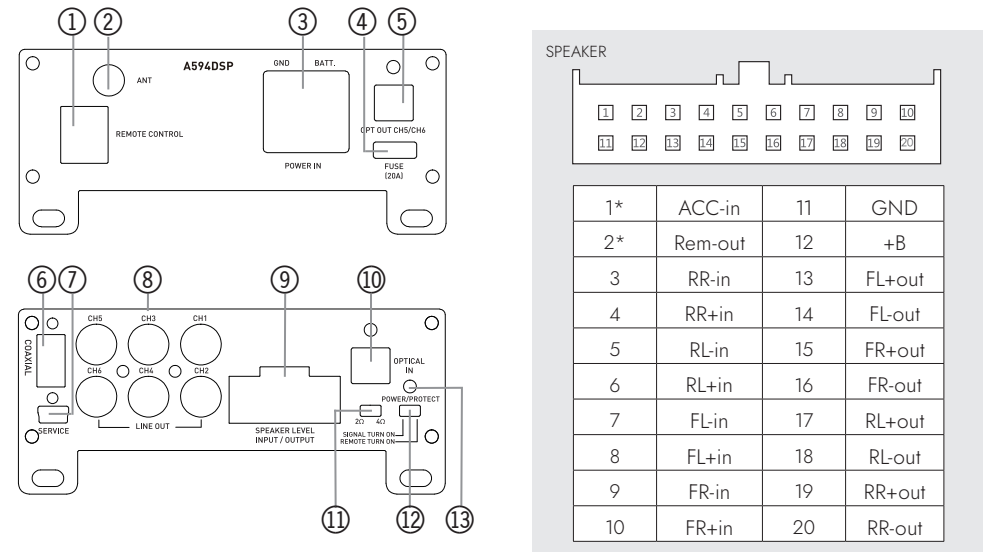 ① ② ③ ④ ⑤
A594DSP
GND BATT.
ANT
REMOTE CONTROL
OPT OUT CH5/CH6
POWER IN
FUSE
(20A)
⑥ ⑦ ⑧ ⑨ ⑩
CH5 CH3 CH1
COAXIAL
OPTICAL
IN
CH6 CH4 CH2
POWER/PROTECT
SERVICE
LINE OUT
SPEAKER LEVEL
INPUT / OUTPUT
2Ω 4Ω
SIGNAL TURN ON
REMOTE TURN ON
⑪ ⑫ ⑬
SPEAKER
1 2 3 4 5 6 7 8 9 10
11 12 13 14 15 16 17 18 19 20
1* ACC-in 11 GND
2* Rem-out 12 +B
3 RR-in 13 FL+out
4 RR+in 14 FL-out
5 RL-in 15 FR+out
6 RL+in 16 FR-out
7 FL-in 17 RL+out
8 FL+in 18 RL-out
9 FR-in 19 RR+out
10 FR+in 20 RR-out